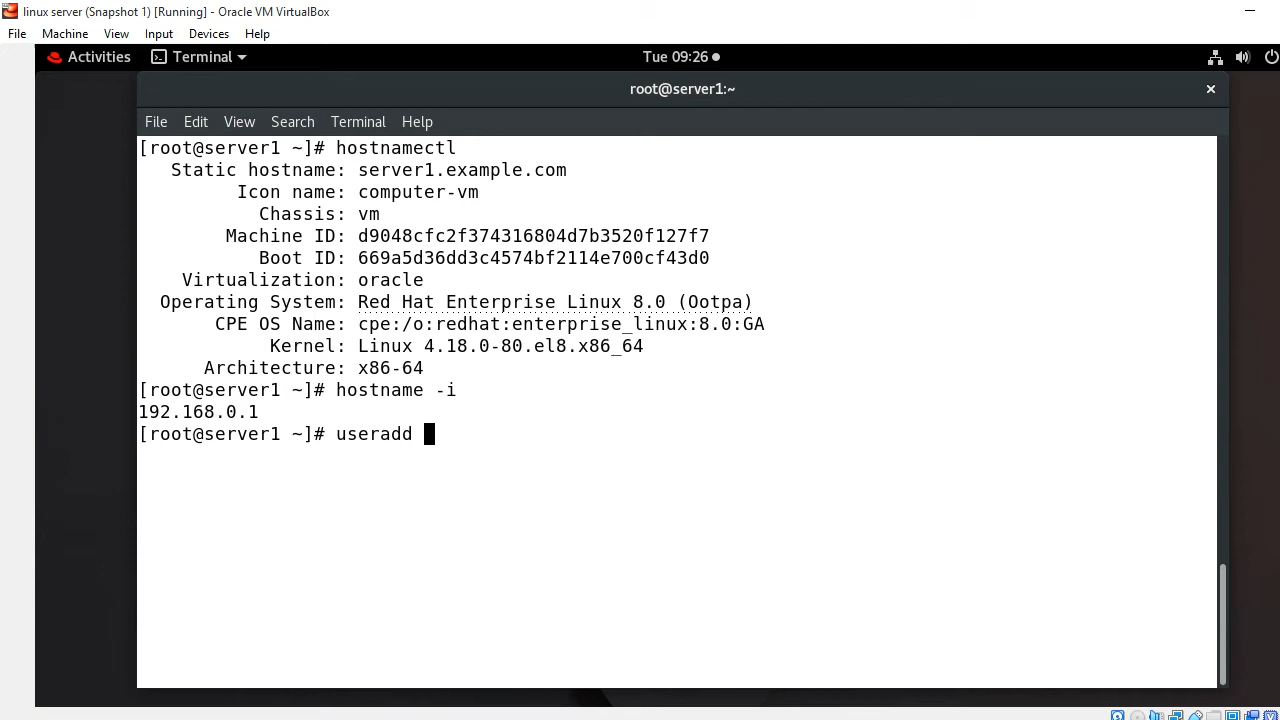 linux server (Snapshot 1) [Running] - Oracle VM VirtualBox
File Machine View Input Devices Help
Activities Terminal Tue 09:26
root@server1:~
File Edit View Search Terminal Help
[root@server1 ~]# hostnamectl
Static hostname: server1.example.com
Icon name: computer-vm
Chassis: vm
Machine ID: d9048cfc2f374316804d7b3520f127f7
Boot ID: 669a5d36dd3c4574bf2114e700cf43d0
Virtualization: oracle
Operating System: Red Hat Enterprise Linux 8.0 (Ootpa)
CPE OS Name: cpe:/o:redhat:enterprise_linux:8.0:GA
Kernel: Linux 4.18.0-80.el8.x86_64
Architecture: x86-64
[root@server1 ~]# hostname -i
192.168.0.1
[root@server1 ~]# useradd